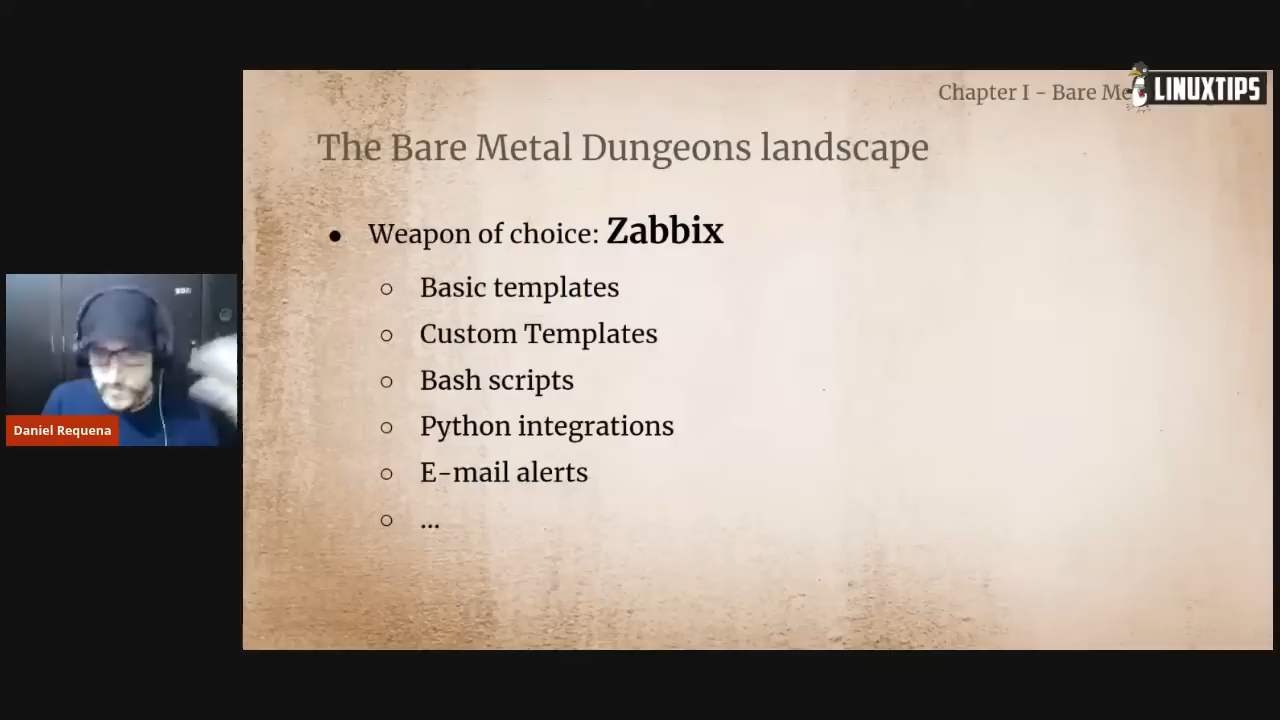 Chapter I - Bare Me
LINUXTIPS
The Bare Metal Dungeons landscape
● Weapon of choice: Zabbix
○ Basic templates
○ Custom Templates
○ Bash scripts
○ Python integrations
○ E-mail alerts
○ ...
Daniel Requena